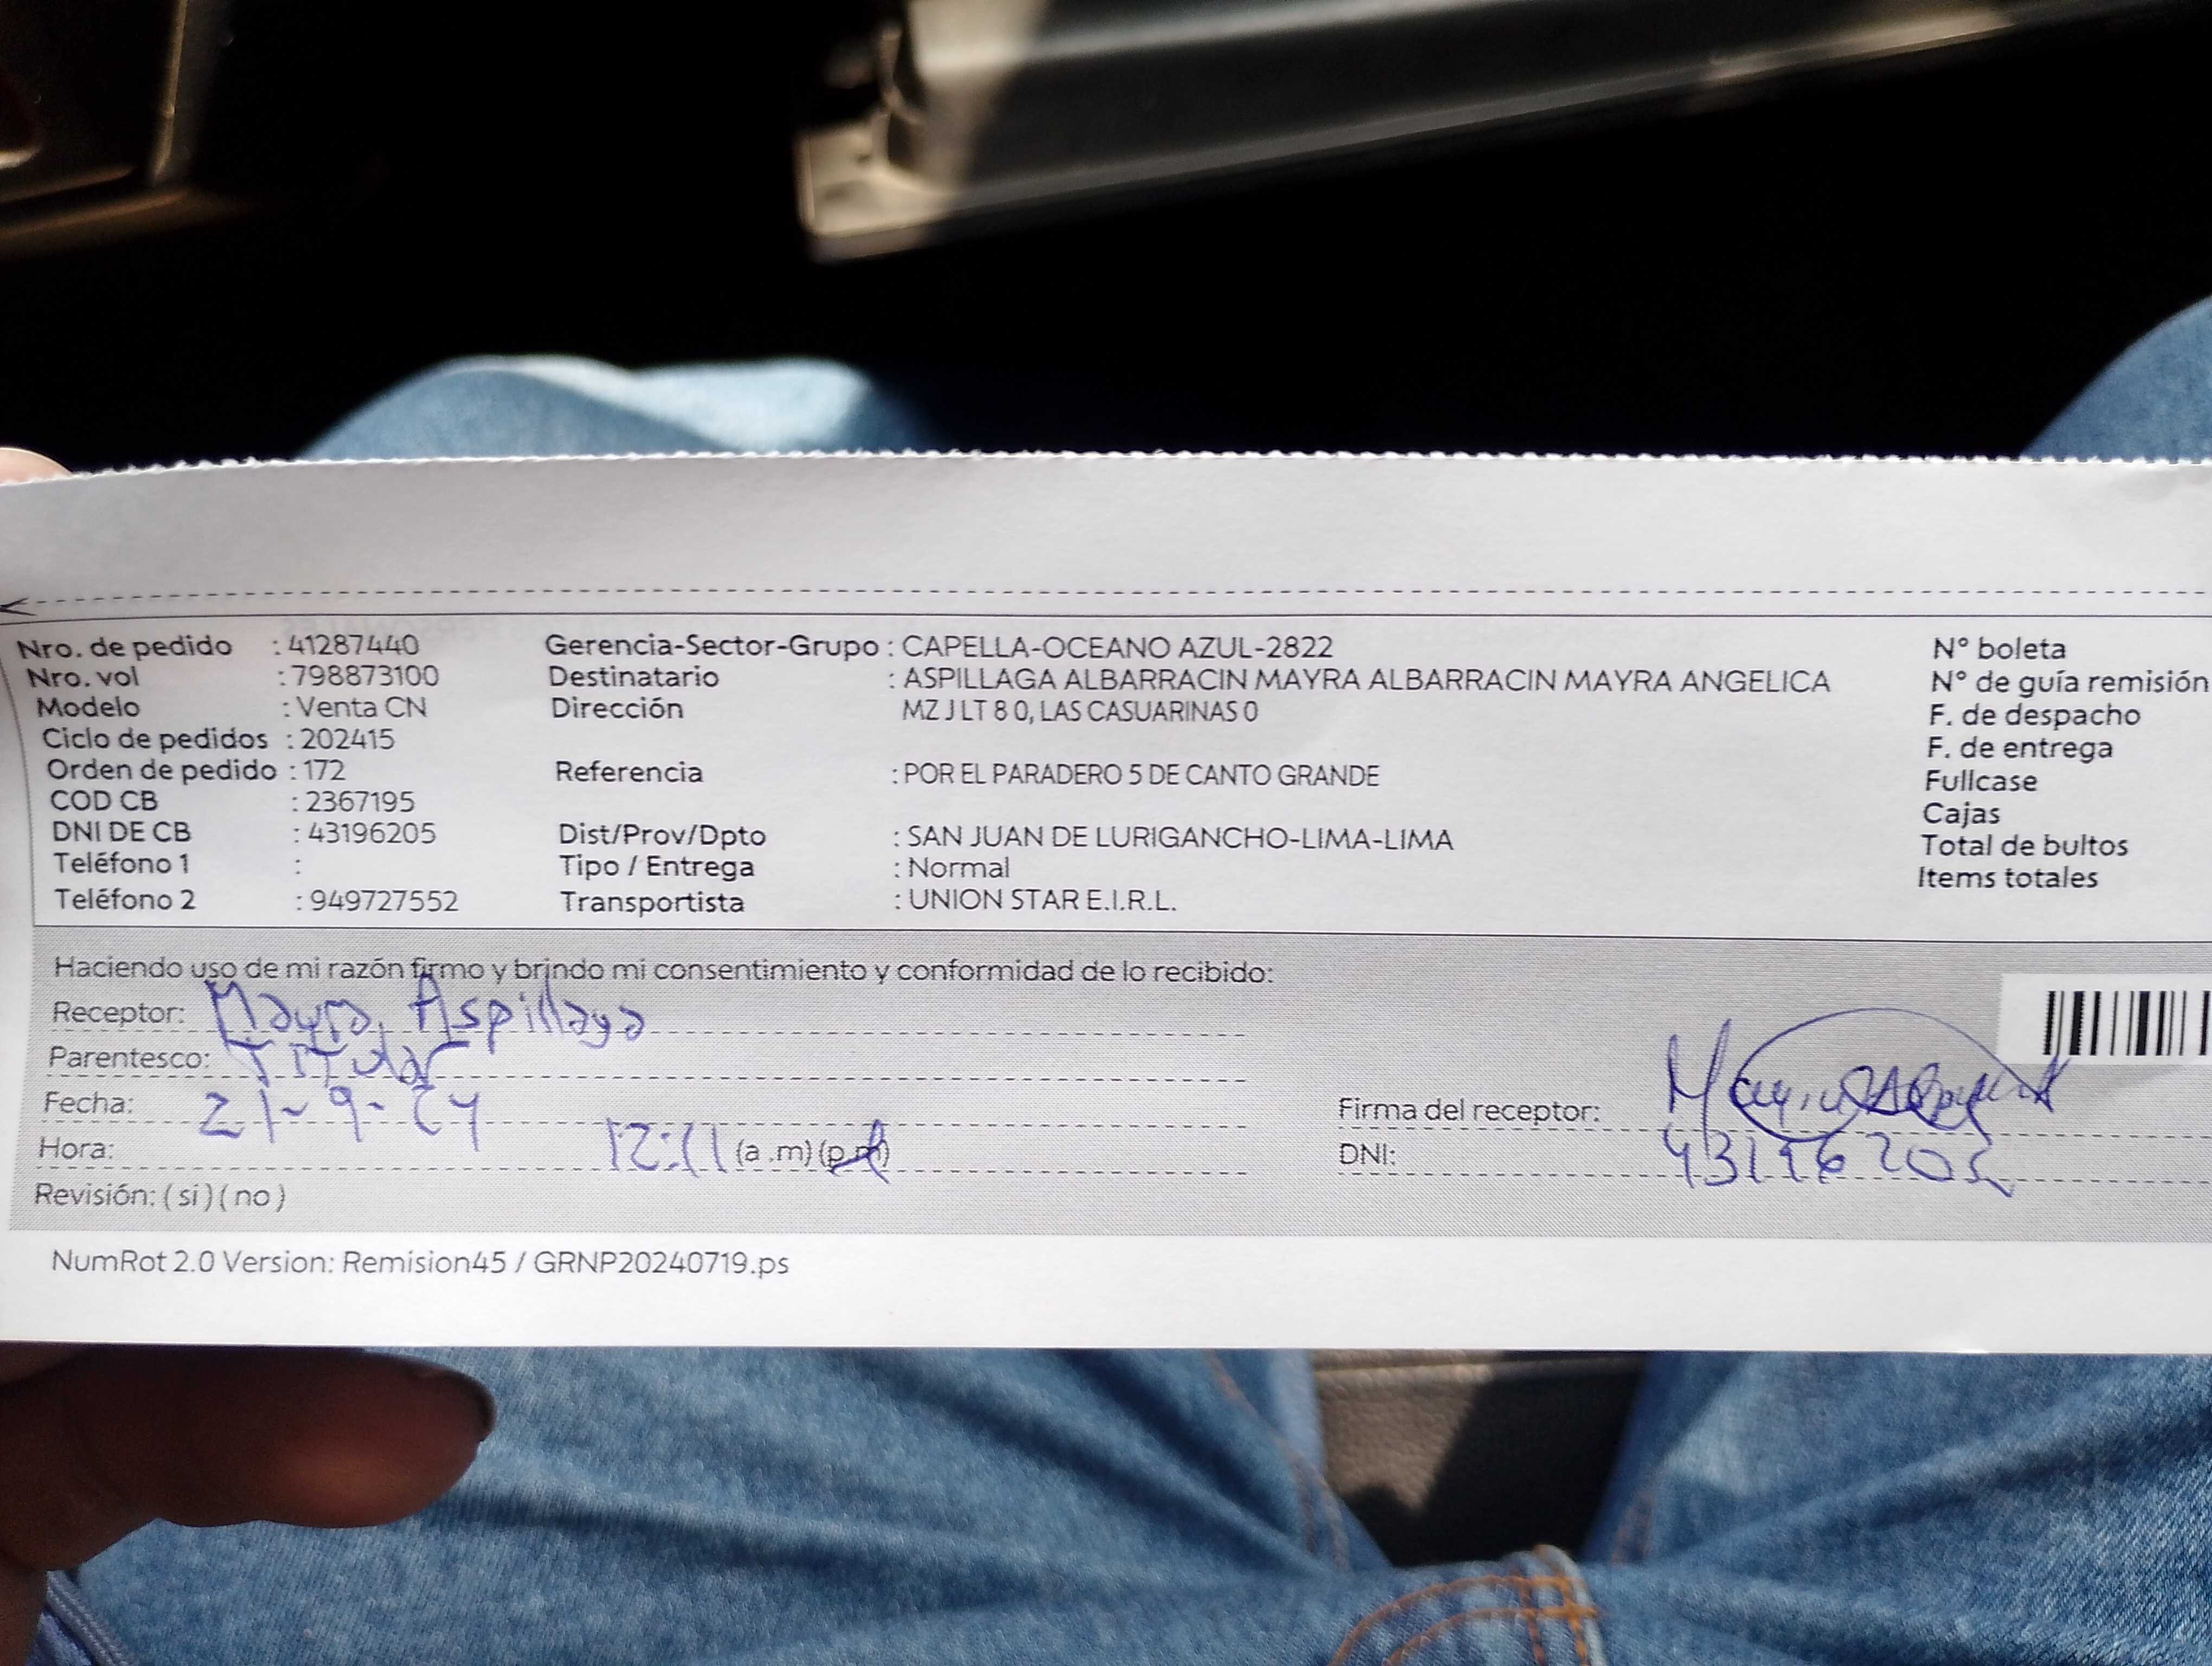 Nro. de pedido : 41287440 Gerencia-Sector-Grupo : CAPELLA-OCEANO AZUL-2822 N° boleta
Nro. vol : 798873100 Destinatario : ASPILLAGA ALBARRACIN MAYRA ALBARRACIN MAYRA ANGELICA N° de guía remisión
Modelo : Venta CN Dirección MZ J LT 8 0, LAS CASUARINAS 0 F. de despacho
Ciclo de pedidos : 202415 F. de entrega
Orden de pedido : 172 Referencia : POR EL PARADERO 5 DE CANTO GRANDE Fullcase
COD CB : 2367195 Cajas
DNI DE CB : 43196205 Dist/Prov/Dpto : SAN JUAN DE LURIGANCHO-LIMA-LIMA Total de bultos
Teléfono 1 : Tipo / Entrega : Normal Items totales
Teléfono 2 : 949727552 Transportista : UNION STAR E.I.R.L.
Haciendo uso de mi razón firmo y brindo mi consentimiento y conformidad de lo recibido:
Receptor: Mayra Aspillaga
Parentesco: Titular
Fecha: 21-9-24 Firma del receptor:
Hora: 12:11 (a .m) (p.m) DNI: 43196205
Revisión: ( si ) ( no )
NumRot 2.0 Version: Remision45 / GRNP20240719.ps